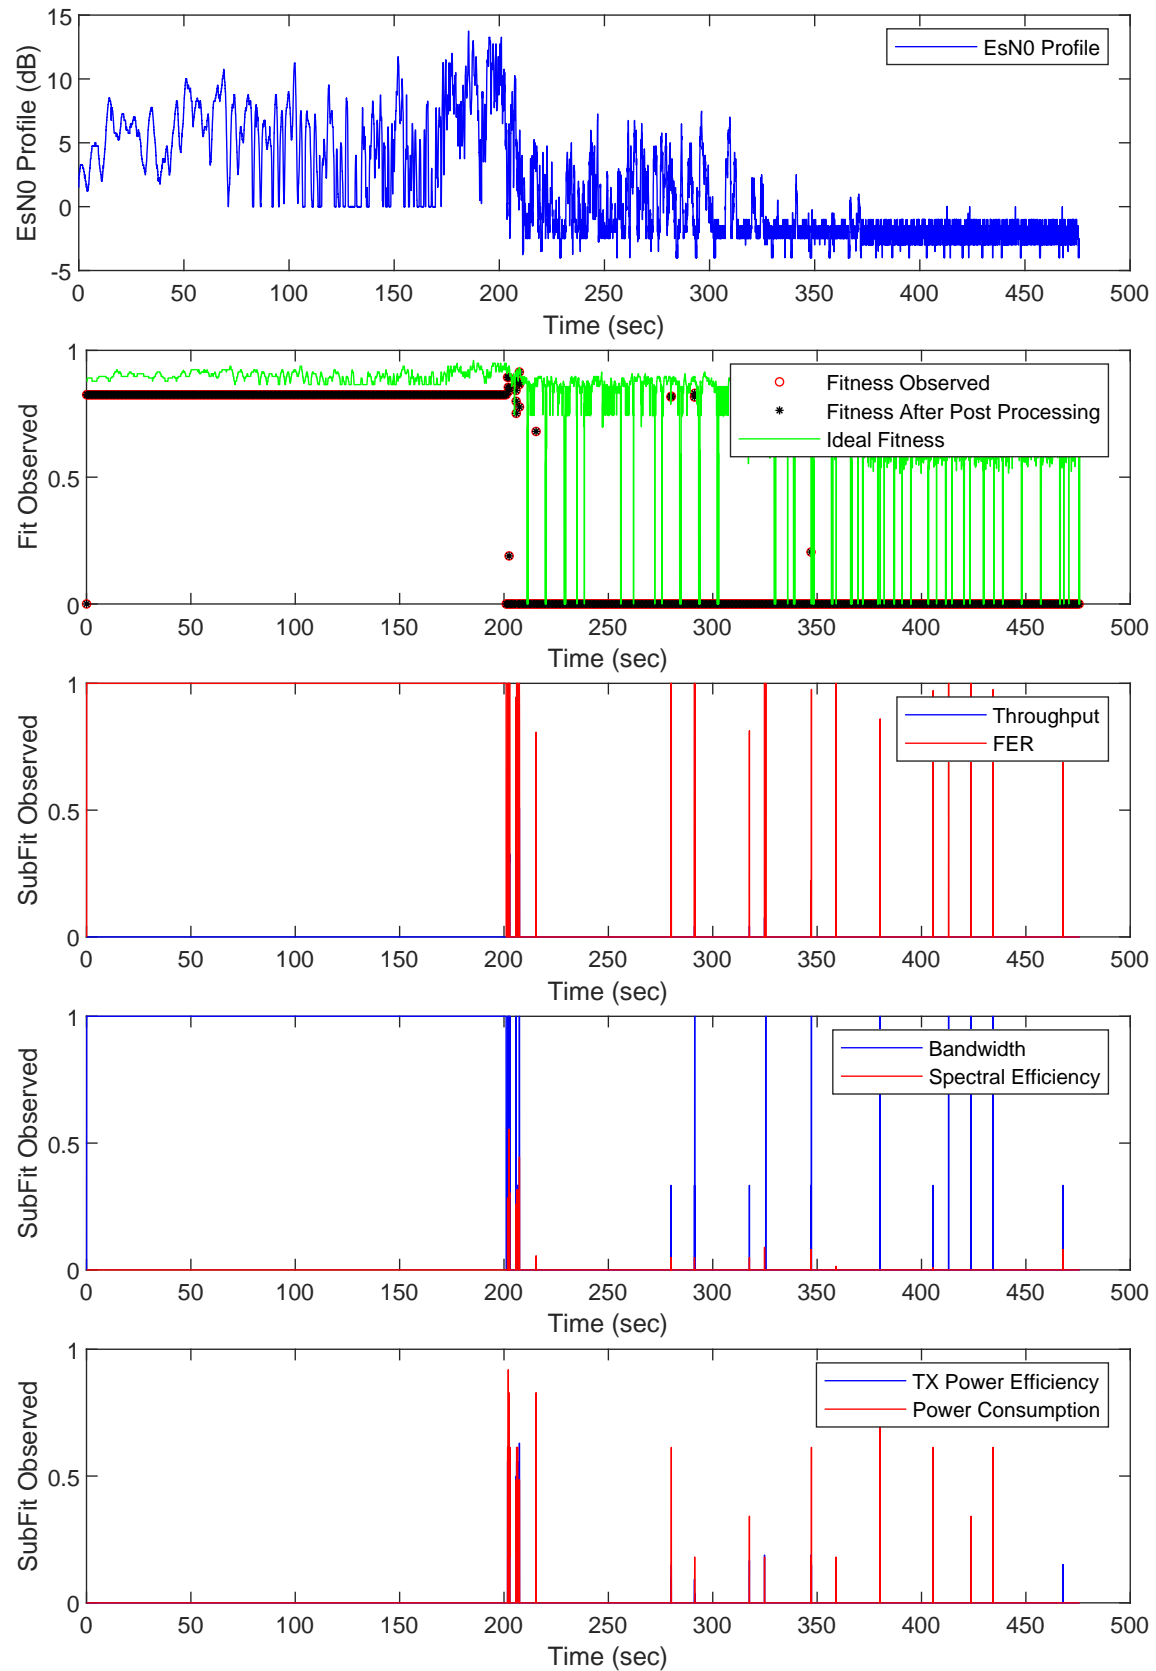 15
10
5
0
-5
EsN0 Profile (dB)
EsN0 Profile
0 50 100 150 200 250 300 350 400 450 500
Time (sec)
1
0.5
0
Fit Observed
Fitness Observed
Fitness After Post Processing
Ideal Fitness
0 50 100 150 200 250 300 350 400 450 500
Time (sec)
1
0.5
0
SubFit Observed
Throughput
FER
0 50 100 150 200 250 300 350 400 450 500
Time (sec)
1
0.5
0
SubFit Observed
Bandwidth
Spectral Efficiency
0 50 100 150 200 250 300 350 400 450 500
Time (sec)
1
0.5
0
SubFit Observed
TX Power Efficiency
Power Consumption
0 50 100 150 200 250 300 350 400 450 500
Time (sec)